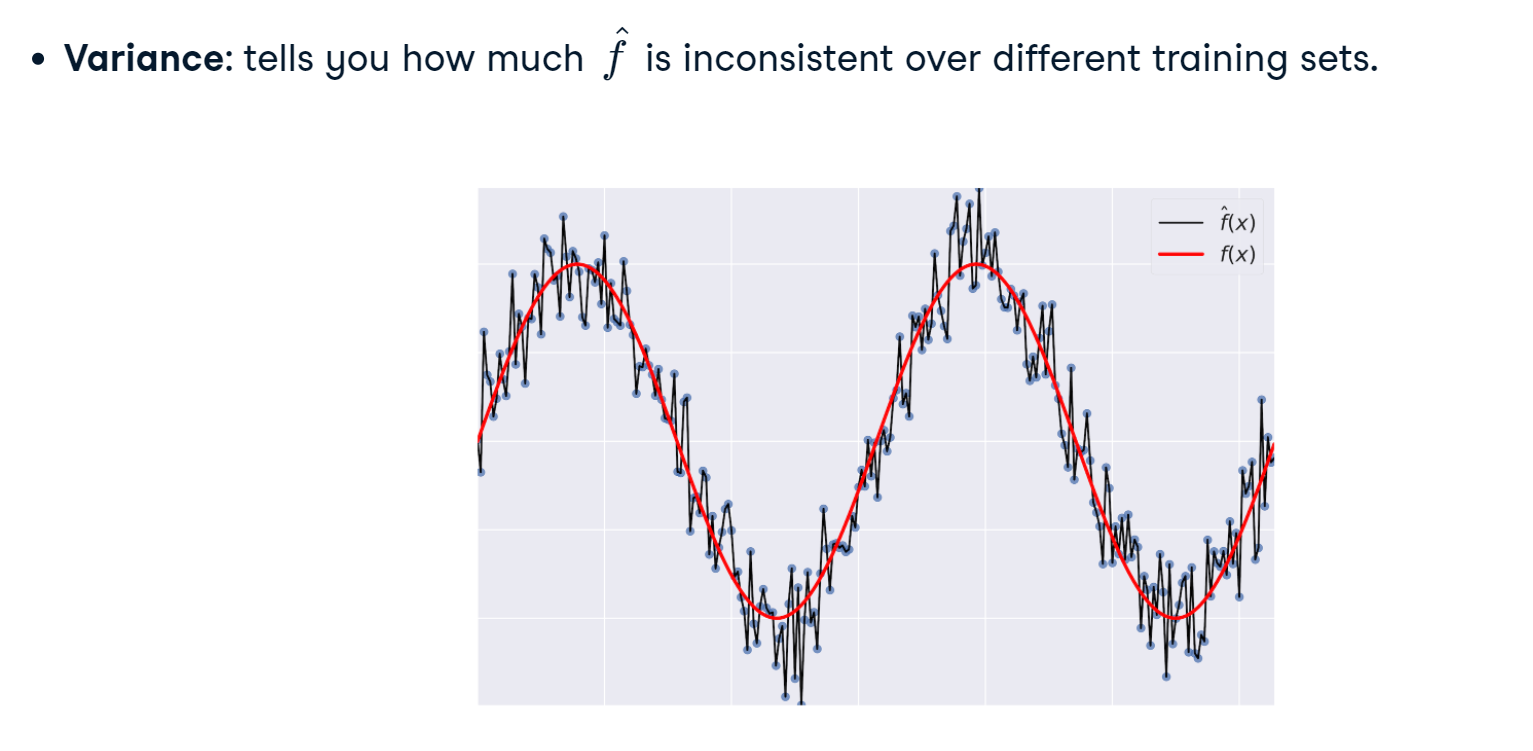 • Variance: tells you how much f̂ is inconsistent over different training sets.
f̂(x)
f(x)